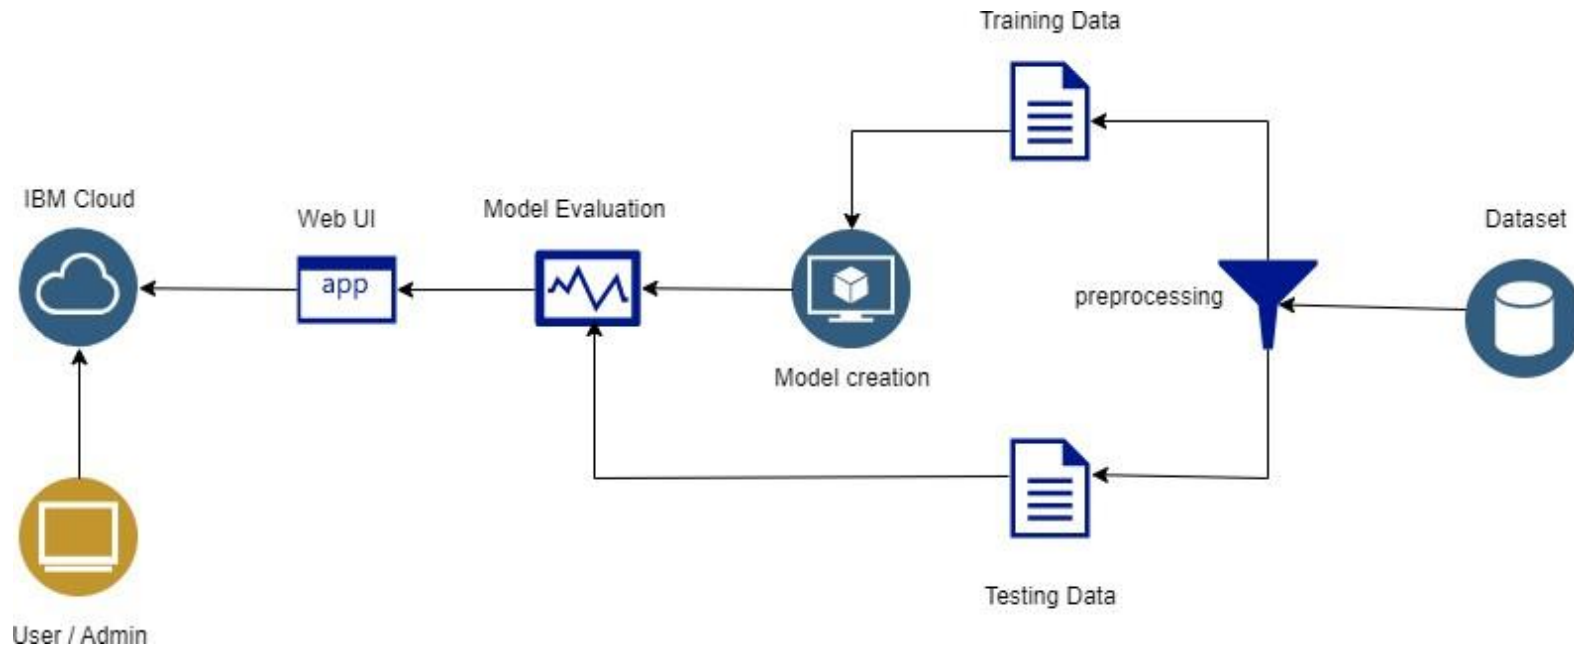 Training Data
IBM Cloud
Web UI
Model Evaluation
Dataset
app
preprocessing
Model creation
Testing Data
User / Admin